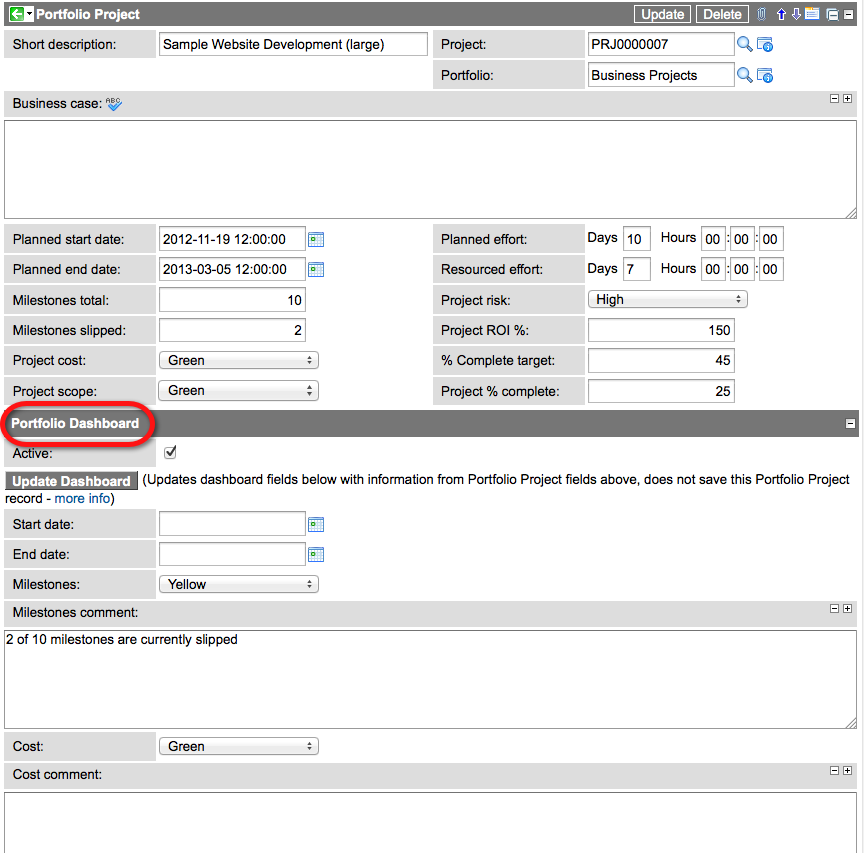 Portfolio Project Update Delete
Short description: Sample Website Development (large) Project: PRJ0000007
Portfolio: Business Projects
Business case: ABC
Planned start date: 2012-11-19 12:00:00 Planned effort: Days 10 Hours 00 : 00 : 00
Planned end date: 2013-03-05 12:00:00 Resourced effort: Days 7 Hours 00 : 00 : 00
Milestones total: 10 Project risk: High
Milestones slipped: 2 Project ROI %: 150
Project cost: Green % Complete target: 45
Project scope: Green Project % complete: 25
Portfolio Dashboard
Active:
Update Dashboard (Updates dashboard fields below with information from Portfolio Project fields above, does not save this Portfolio Project
record - more info)
Start date:
End date:
Milestones: Yellow
Milestones comment:
2 of 10 milestones are currently slipped
Cost: Green
Cost comment: